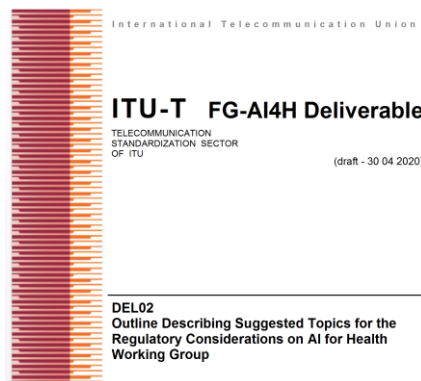 International Telecommunication Union
ITU-T FG-AI4H Deliverable
TELECOMMUNICATION
STANDARDIZATION SECTOR
OF ITU
(draft - 30 04 2020)
DEL02
Outline Describing Suggested Topics for the
Regulatory Considerations on AI for Health
Working Group